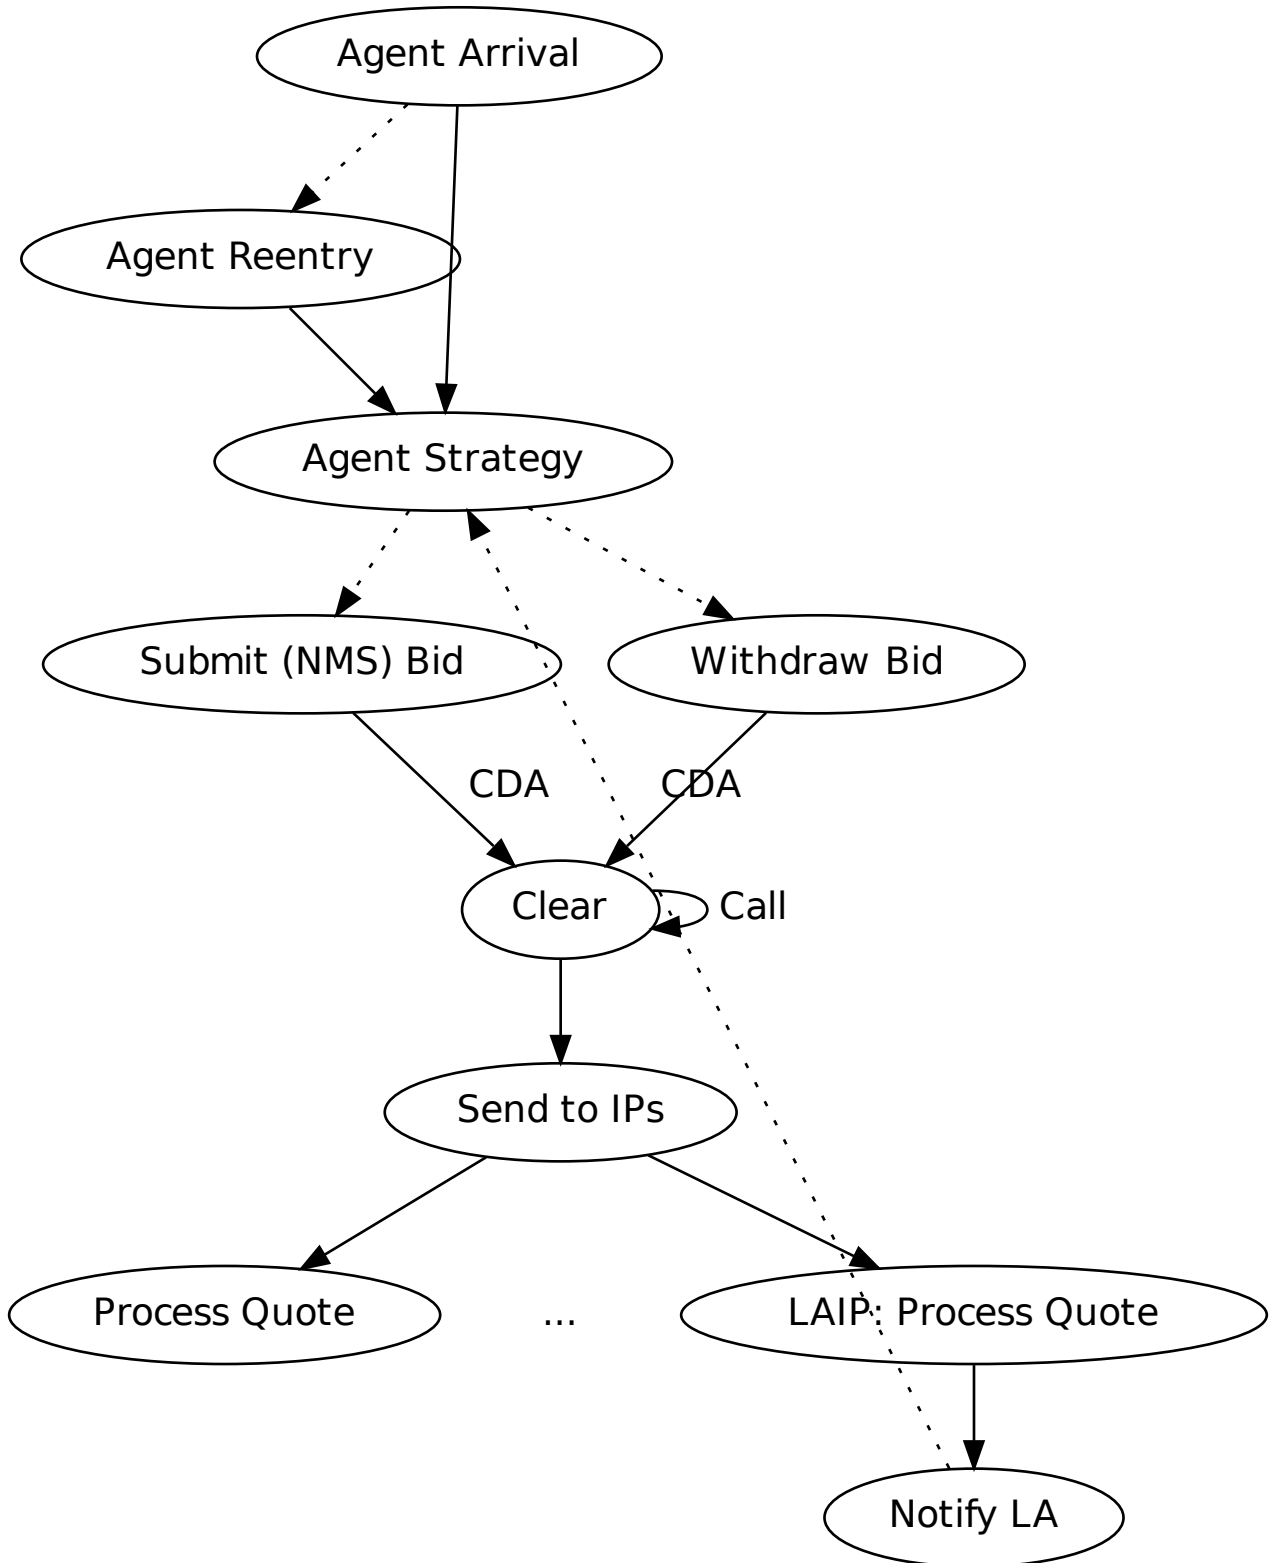 Agent Arrival
Agent Reentry
Agent Strategy
Submit (NMS) Bid
Withdraw Bid
CDA
CDA
Clear
Call
Send to IPs
Process Quote
...
LAIP: Process Quote
Notify LA